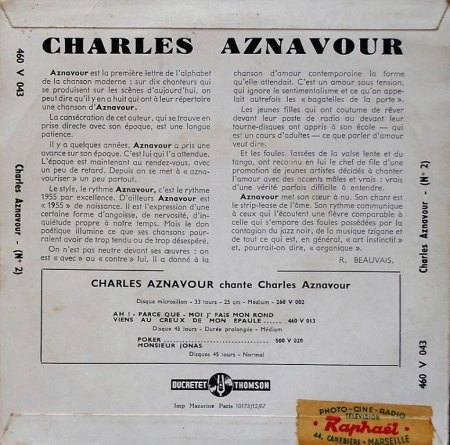 CHARLES AZNAVOUR
460 V 043
Charles Aznavour - (N° 2)
Aznavour est la première lettre de l'alphabet
de la chanson moderne : sur dix chanteurs qui
se produisent sur les scènes d'aujourd'hui, on
peut dire qu'il y en a huit qui ont à leur répertoire
une chanson d'Aznavour.
La consécration de cet auteur, qui se trouve en
prise directe avec son époque, est une longue
patience.
Il y a quelques années, Aznavour a pris une
avance sur son époque. C'est lui qui l'a attendue.
L'époque est maintenant au rendez-vous, avec
un peu de retard. Depuis on se met à « aznavouriser
a un peu partout.
Le style, le rythme Aznavour, c'est le rythme
1955 par excellence. D'ailleurs Aznavour est
« 1955 » de naissance. Il est l'expression d'une
certaine forme d'angoisse, de nervosité, d'inquiétude
propre à notre temps. Mais le don
poétique illumine ce que ses chansons pourraient
avoir de trop tendu ou de trop désespéré.
On n'est pas neutre devant ses œuvres : on
est « avec » ou « contre » lui. Il a donné à la
chanson d'amour contemporaine la forme
qu'elle attendait. C'est un amour sous tension,
qui ignore le sentimentalisme et ce qu'on appelait
autrefois les « bagatelles de la porte ».
Les jeunes filles qui ont coutume de rêver
devant leur poste de radio ou devant leur
tourne-disques ont appris à son école — qui
est un cours d'adultes — ce que parler d'amour
veut dire.
Et les foules, lassées de la valse lente et du
tango, ont reconnu en lui le chef de file d'une
promotion de jeunes artistes décidés à chanter
l'amour avec des accents mâles et vrais : vrais
d'une vérité parfois difficile à entendre.
Aznavour met son cœur à nu. Son chant est
le strip-tease de l'âme. Son rythme communique
à ceux qui l'écoutent une fièvre comparable à
celle qui s'empare des foules possédées par la
contagion du jazz noir, de la musique tzigane et
de tout ce qui est, en général, « art instinctif »
et, pourrait-on dire, « organique ».
R. BEAUVAIS.
CHARLES AZNAVOUR chante Charles Aznavour
Disque microsillon - 33 tours - 25 cm - Médium - 260 V 002
AH ! - PARCE QUE - MOI J'FAIS MON ROND
VIENS AU CREUX DE MON EPAULE ...... 460 V 015
Disque 45 tours - Durée prolongée - Médium
POKER .............................. 500 V 020
MONSIEUR JONAS
Disques 45 tours - Normal
DUCRETET THOMSON
Imp Mazarine Paris 10173/12/67
Charles Aznavour - (N° 2)
460 V 043
PHOTO-CINE-RADIO
TÉLÉVISION
Raphaël
44, CANEBIÈRE - MARSEILLE